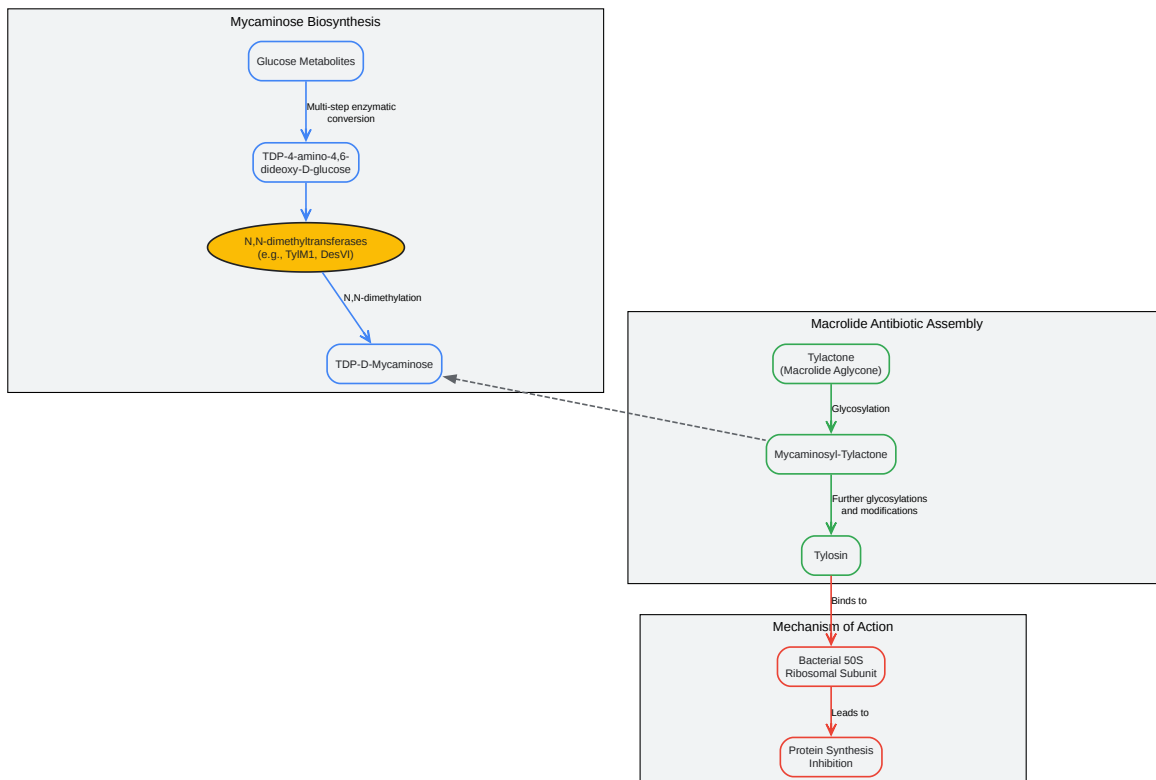 Mycaminose Biosynthesis
Glucose Metabolites
Multi-step enzymatic
conversion
TDP-4-amino-4,6-
dideoxy-D-glucose
N,N-dimethyltransferases
(e.g., TylM1, DesVI)
N,N-dimethylation
TDP-D-Mycaminose
Macrolide Antibiotic Assembly
Tylactone
(Macrolide Aglycone)
Glycosylation
Mycaminosyl-Tylactone
Further glycosylations
and modifications
Tylosin
Binds to
Mechanism of Action
Bacterial 50S
Ribosomal Subunit
Leads to
Protein Synthesis
Inhibition